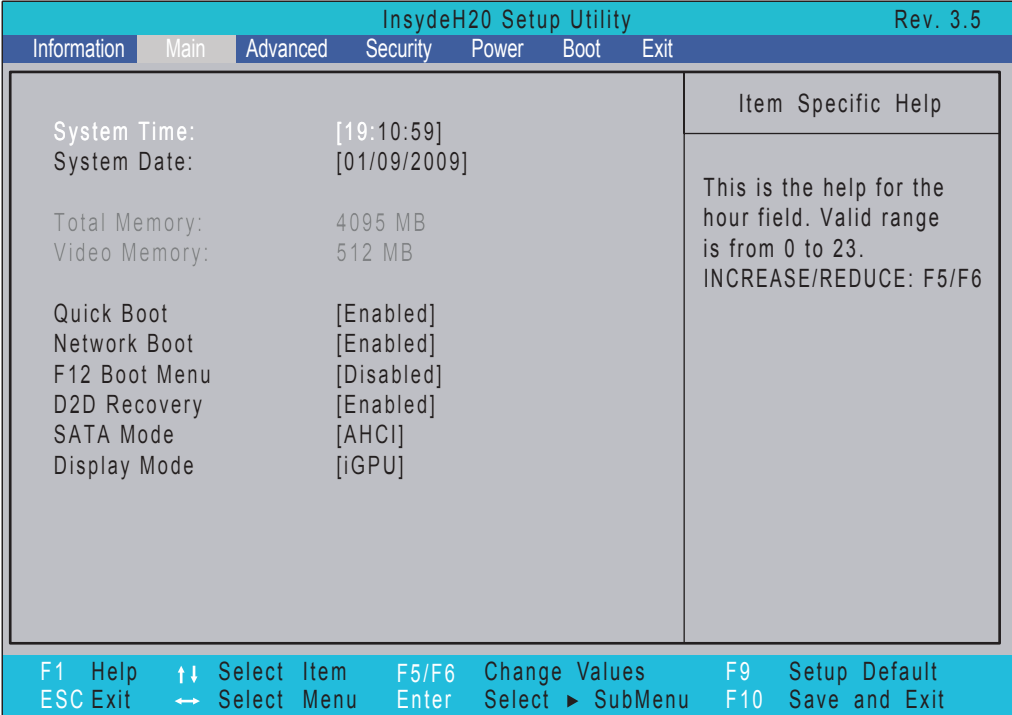 InsydeH20 Setup Utility Rev. 3.5
Information Main Advanced Security Power Boot Exit
System Time: [19:10:59]
System Date: [01/09/2009]
Total Memory: 4095 MB
Video Memory: 512 MB
Quick Boot [Enabled]
Network Boot [Enabled]
F12 Boot Menu [Disabled]
D2D Recovery [Enabled]
SATA Mode [AHCI]
Display Mode [iGPU]
Item Specific Help
This is the help for the
hour field. Valid range
is from 0 to 23.
INCREASE/REDUCE: F5/F6
F1 Help ↑↓ Select Item F5/F6 Change Values F9 Setup Default
ESC Exit ↔ Select Menu Enter Select ► SubMenu F10 Save and Exit